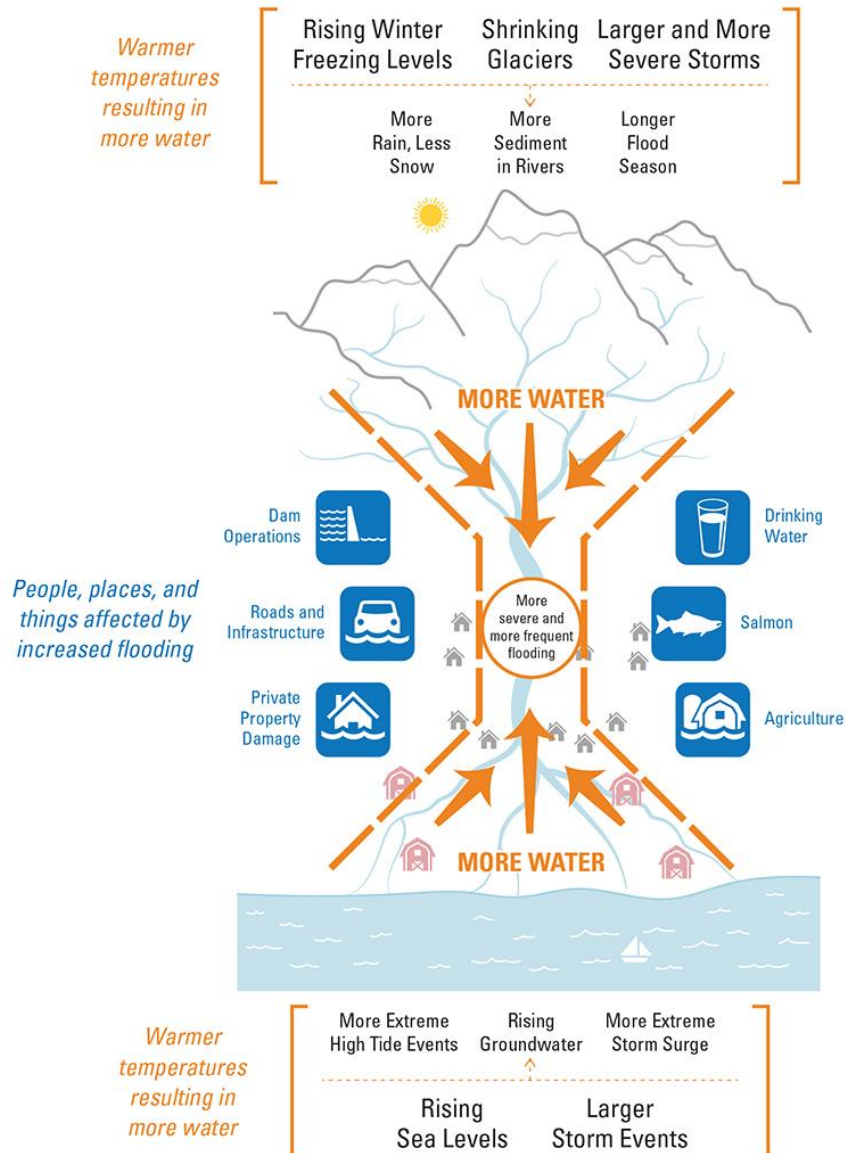 Warmer
temperatures
resulting in
more water
Rising Winter
Freezing Levels
Shrinking
Glaciers
Larger and More
Severe Storms
More
Rain, Less
Snow
More
Sediment
in Rivers
Longer
Flood
Season
MORE WATER
People, places, and
things affected by
increased flooding
Dam
Operations
Roads and
Infrastructure
Private
Property
Damage
More
severe and
more frequent
flooding
Drinking
Water
Salmon
Agriculture
MORE WATER
Warmer
temperatures
resulting in
more water
More Extreme
High Tide Events
Rising
Groundwater
More Extreme
Storm Surge
Rising
Sea Levels
Larger
Storm Events